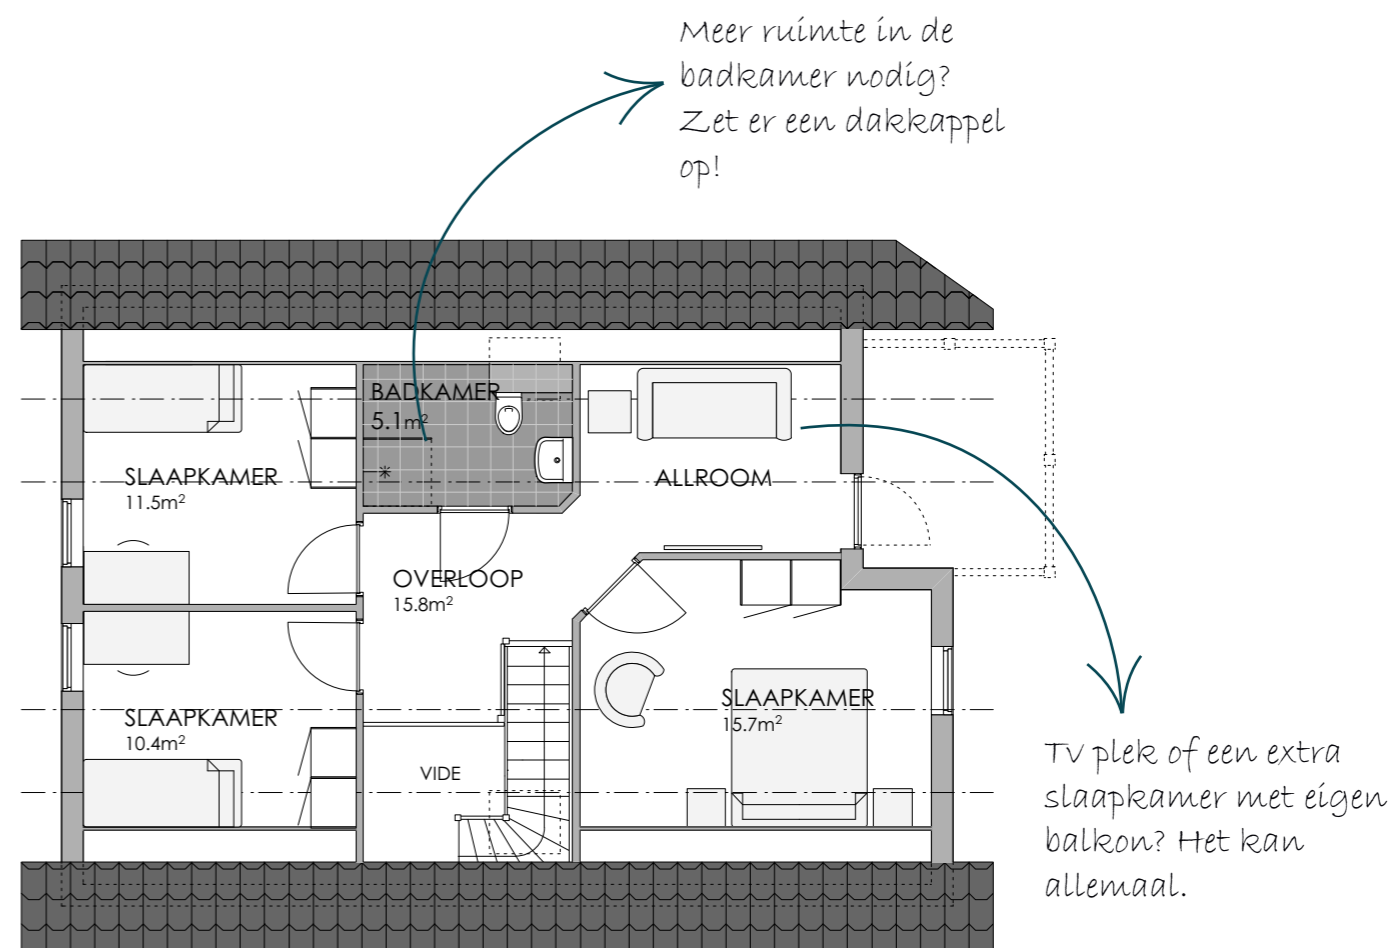 Meer ruimte in de
badkamer nodig?
Zet er een dakkappel
op!
BADKAMER
5.1m²
SLAAPKAMER
11.5m²
ALLROOM
OVERLOOP
15.8m²
SLAAPKAMER
10.4m²
SLAAPKAMER
15.7m²
VIDE
TV plek of een extra
slaapkamer met eigen
balkon? Het kan
allemaal.